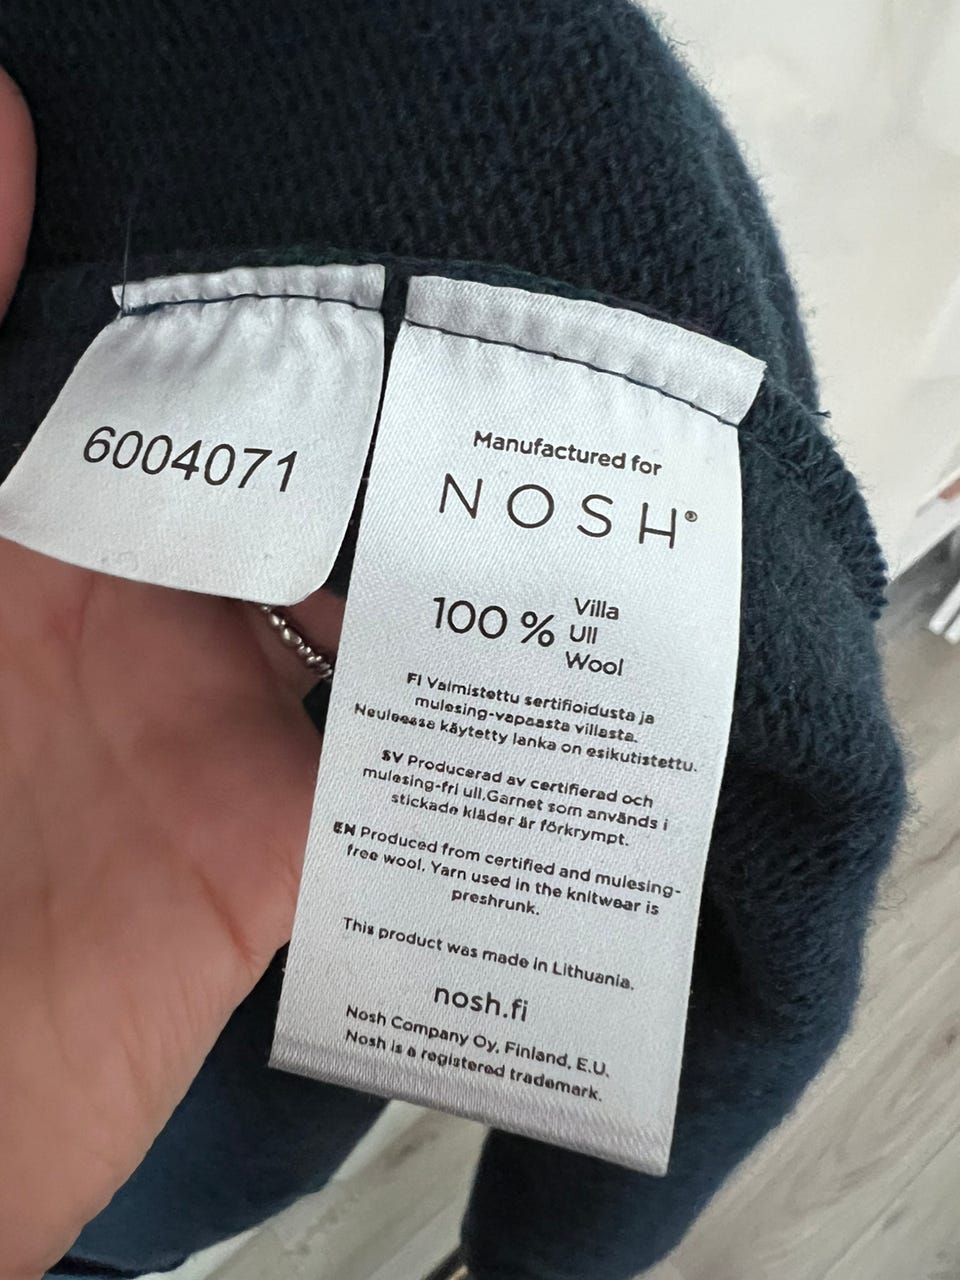 6004071
Manufactured for
NOSH®
100 % Villa
Ull
Wool
FI Valmistettu sertifioidusta ja
mulesing-vapaasta villasta.
Neuleessa käytetty lanka on esikutistettu.
SV Producerad av certifierad och
mulesing-fri ull.Garnet som används i
stickade kläder är förkrympt.
EN Produced from certified and mulesing-
free wool. Yarn used in the knitwear is
preshrunk.
This product was made in Lithuania.
nosh.fi
Nosh Company Oy, Finland, E.U.
Nosh is a registered trademark.